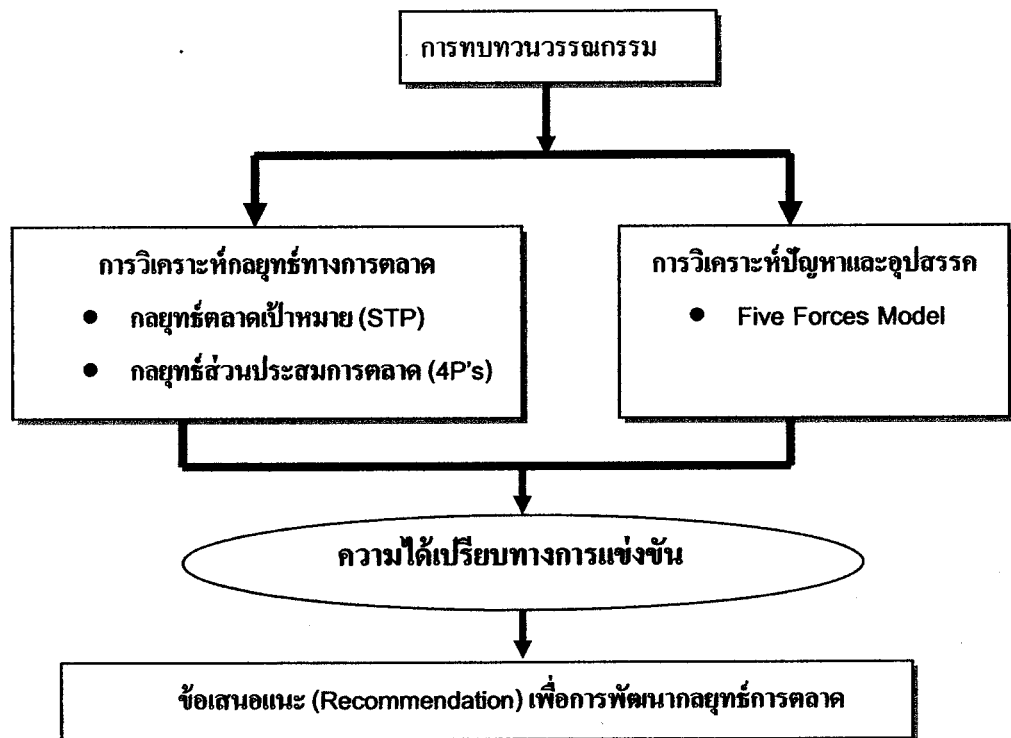 การทบทวนวรรณกรรม
การวิเคราะห์กลยุทธ์ทางการตลาด
● กลยุทธ์ตลาดเป้าหมาย (STP)
● กลยุทธ์ส่วนประสมการตลาด (4P's)
การวิเคราะห์ปัญหาและอุปสรรค
● Five Forces Model
ความได้เปรียบทางการแข่งขัน
ข้อเสนอแนะ (Recommendation) เพื่อการพัฒนากลยุทธ์การตลาด